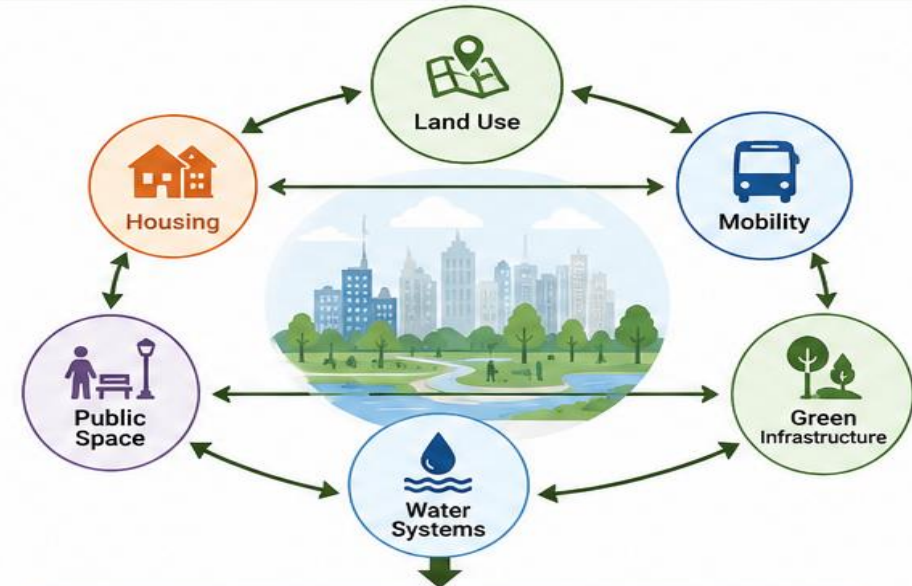 Land Use
Housing
Mobility
Public
Space
Green
Infrastructure
Water
Systems